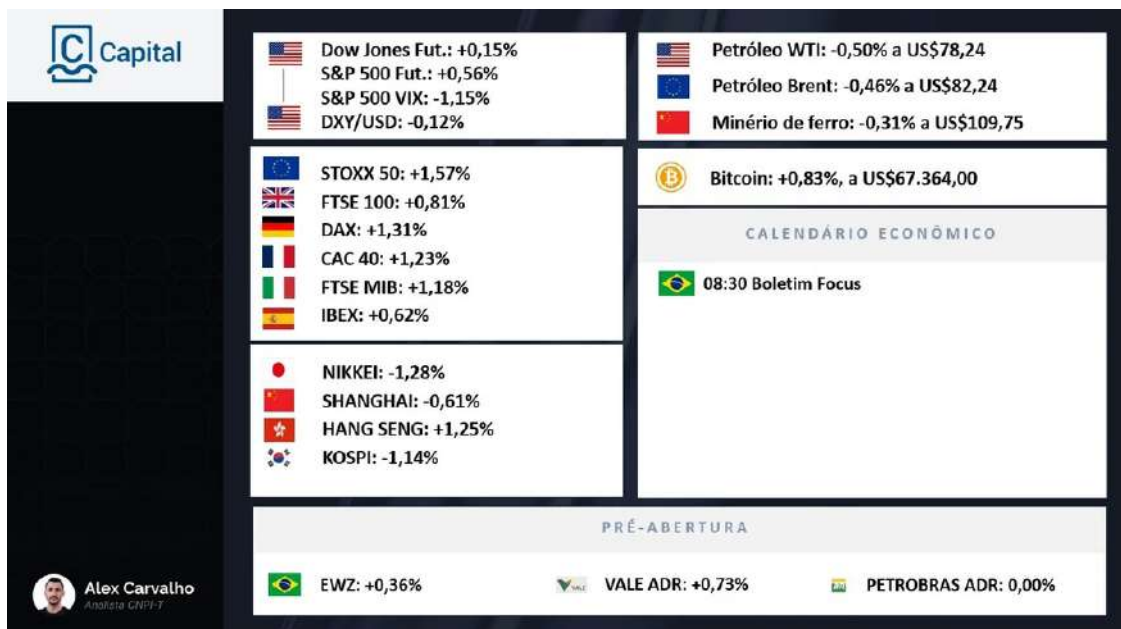 C Capital
Dow Jones Fut.: +0,15%
S&P 500 Fut.: +0,56%
S&P 500 VIX: -1,15%
DXY/USD: -0,12%
STOXX 50: +1,57%
FTSE 100: +0,81%
DAX: +1,31%
CAC 40: +1,23%
FTSE MIB: +1,18%
IBEX: +0,62%
NIKKEI: -1,28%
SHANGHAI: -0,61%
HANG SENG: +1,25%
KOSPI: -1,14%
Petróleo WTI: -0,50% a US$78,24
Petróleo Brent: -0,46% a US$82,24
Minério de ferro: -0,31% a US$109,75
Bitcoin: +0,83%, a US$67.364,00
CALENDÁRIO ECONÔMICO
08:30 Boletim Focus
PRÉ-ABERTURA
EWZ: +0,36%
VALE
VALE ADR: +0,73%
PETROBRAS ADR: 0,00%
Alex Carvalho
Analista CNPI-T